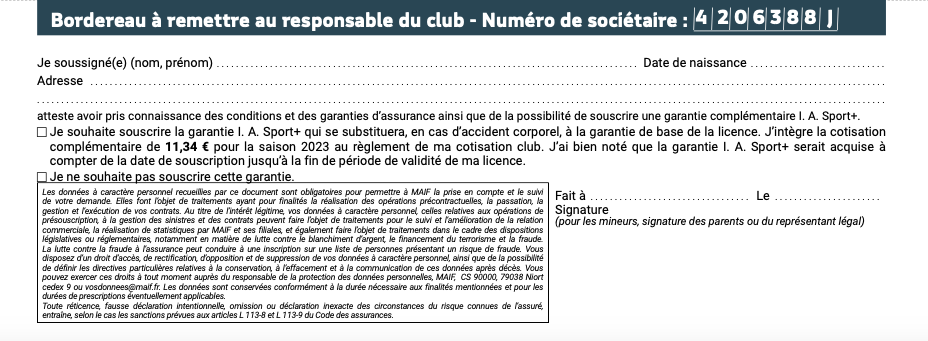 Bordereau à remettre au responsable du club - Numéro de sociétaire : 4 2 0 6 3 8 8 J
Je soussigné(e) (nom, prénom) .................................................................. Date de naissance ....................................
Adresse ....................................................................................................................................................
....................................................................................................................................................................
atteste avoir pris connaissance des conditions et des garanties d'assurance ainsi que de la possibilité de souscrire une garantie complémentaire I. A. Sport+.
☐ Je souhaite souscrire la garantie I. A. Sport+ qui se substituera, en cas d'accident corporel, à la garantie de base de la licence. J'intègre la cotisation
complémentaire de 11,34 € pour la saison 2023 au règlement de ma cotisation club. J'ai bien noté que la garantie I. A. Sport+ serait acquise à
compter de la date de souscription jusqu'à la fin de période de validité de ma licence.
☐ Je ne souhaite pas souscrire cette garantie.
Les données à caractère personnel recueillies par ce document sont obligatoires pour permettre à MAIF la prise en compte et le suivi
de votre demande. Elles font l'objet de traitements ayant pour finalités la réalisation des opérations précontractuelles, la passation, la
gestion et l'exécution de vos contrats. Au titre de l'intérêt légitime, vos données à caractère personnel, celles relatives aux opérations de
présouscription, à la gestion des sinistres et des contrats peuvent faire l'objet de traitements pour le suivi et l'amélioration de la relation
commerciale, la réalisation de statistiques par MAIF et ses filiales, et également faire l'objet de traitements dans le cadre des dispositions
législatives ou réglementaires, notamment en matière de lutte contre le blanchiment d'argent, le financement du terrorisme et la fraude.
La lutte contre la fraude à l'assurance peut conduire à une inscription sur une liste de personnes présentant un risque de fraude. Vous
disposez d'un droit d'accès, de rectification, d'opposition et de suppression de vos données à caractère personnel, ainsi que de la possibilité
de définir les directives particulières relatives à la conservation, à l'effacement et à la communication de ces données après décès. Vous
pouvez exercer ces droits à tout moment auprès du responsable de la protection des données personnelles, MAIF, CS 90000, 79038 Niort
cedex 9 ou vosdonnees@maif.fr. Les données sont conservées conformément à la durée nécessaire aux finalités mentionnées et pour les
durées de prescriptions éventuellement applicables.
Toute réticence, fausse déclaration intentionnelle, omission ou déclaration inexacte des circonstances du risque connues de l'assuré,
entraîne, selon le cas les sanctions prévues aux articles L 113-8 et L 113-9 du Code des assurances.
Fait à ........................................ Le .........................
Signature
(pour les mineurs, signature des parents ou du représentant légal)